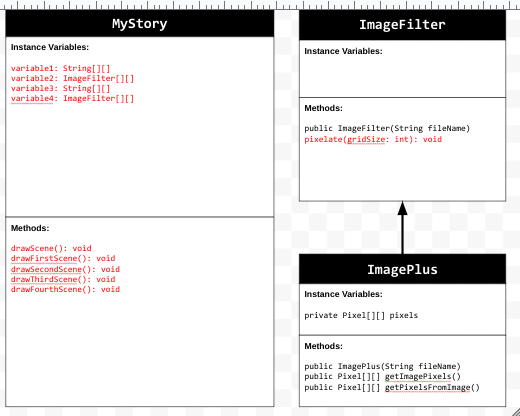 MyStory
Instance Variables:
variable1: String[][]
variable2: ImageFilter[][]
variable3: String[][]
variable4: ImageFilter[][]
Methods:
drawScene(): void
drawFirstScene(): void
drawSecondScene(): void
drawThirdScene(): void
drawFourthScene(): void
ImageFilter
Instance Variables:
Methods:
public ImageFilter(String fileName)
pixelate(gridSize: int): void
ImagePlus
Instance Variables:
private Pixel[][] pixels
Methods:
public ImagePlus(String fileName)
public Pixel[][] getImagePixels()
public Pixel[][] getPixelsFromImage()